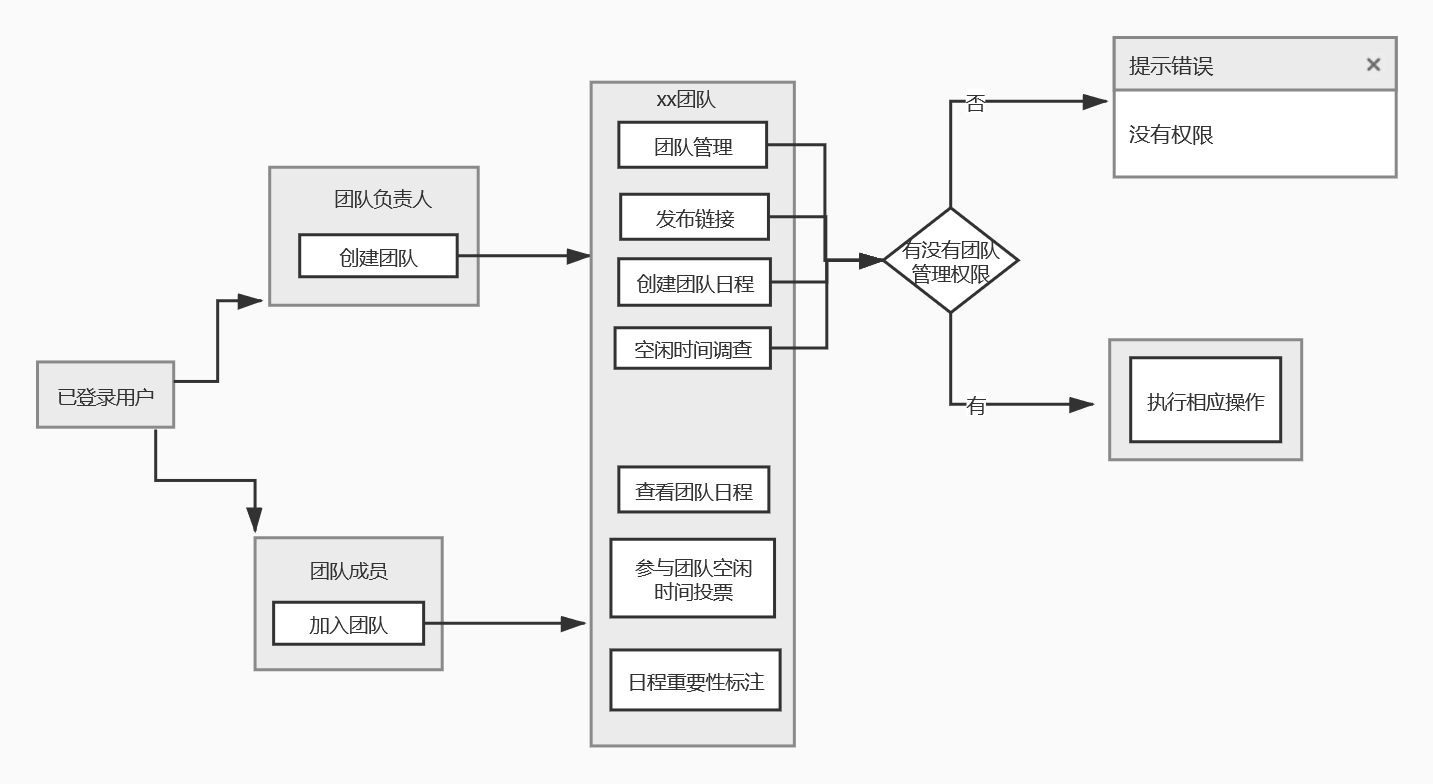 已登录用户
团队负责人
创建团队
团队成员
加入团队
xx团队
团队管理
发布链接
创建团队日程
空闲时间调查
查看团队日程
参与团队空闲
时间投票
日程重要性标注
有没有团队
管理权限
否
有
提示错误
没有权限
执行相应操作